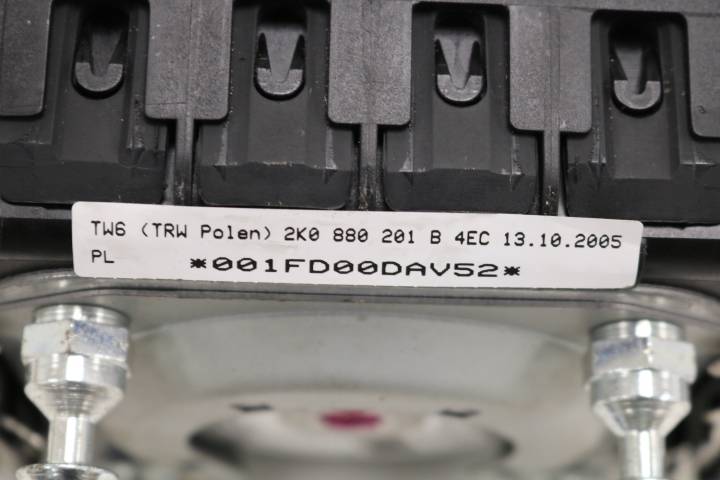 TW6 (TRW Polen) 2K0 880 201 B 4EC 13.10.2005
PL *001FD00DAV52*